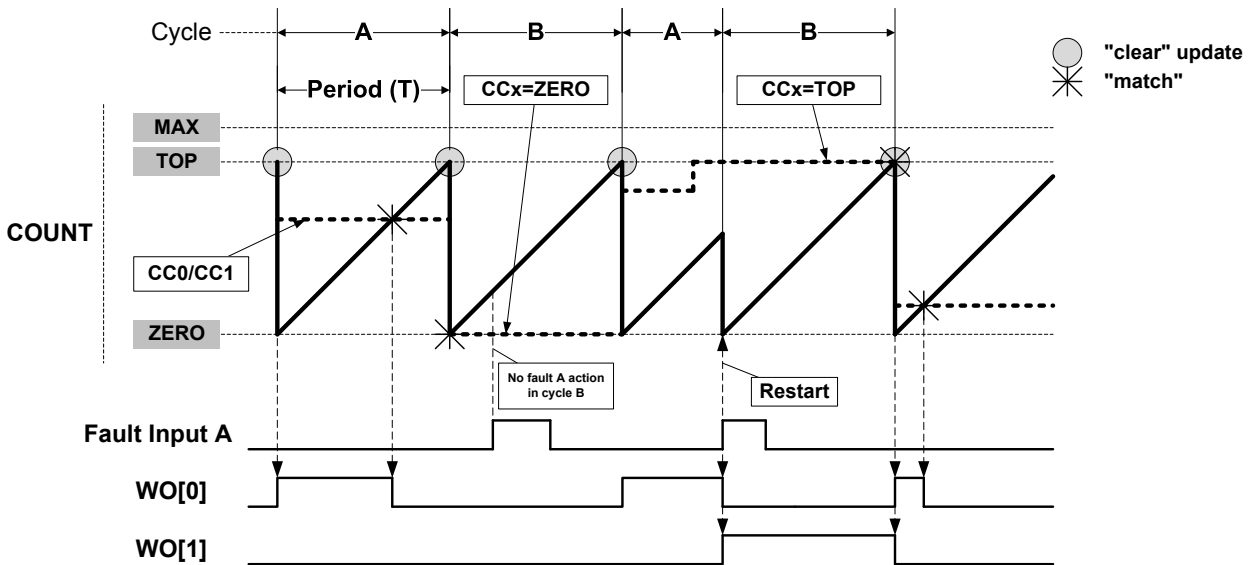 Cycle
A
B
A
B
"clear" update
"match"
Period (T)
CCx=ZERO
CCx=TOP
MAX
TOP
COUNT
CC0/CC1
ZERO
No fault A action
in cycle B
Restart
Fault Input A
WO[0]
WO[1]